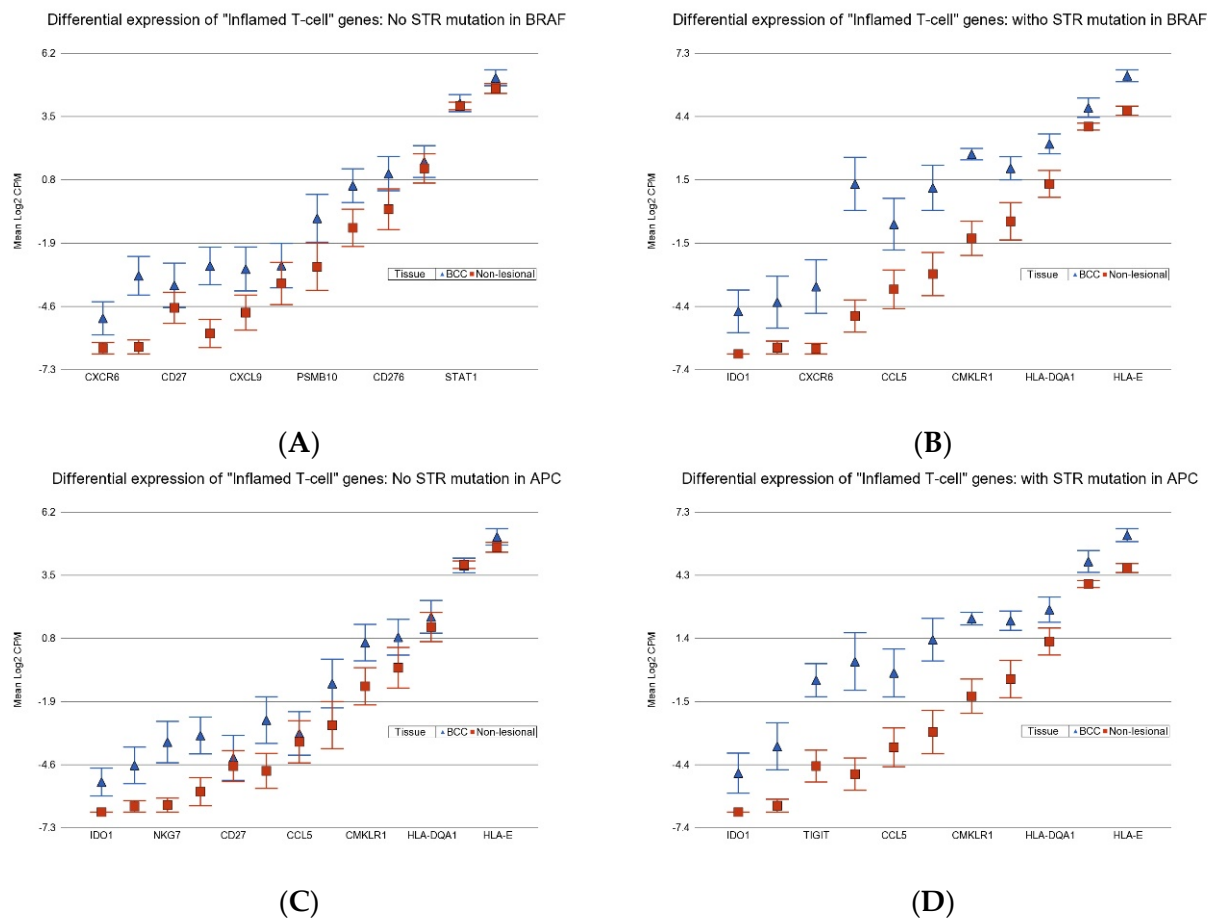 Differential expression of "Inflamed T-cell" genes: No STR mutation in BRAF
6.2
3.5
0.8
-1.9
-4.6
-7.3
Mean Log2 CPM
Tissue BCC Non-lesional
CXCR6 CD27 CXCL9 PSMB10 CD276 STAT1
(A)
Differential expression of "Inflamed T-cell" genes: witho STR mutation in BRAF
7.3
4.4
1.5
-1.5
-4.4
-7.4
Mean Log2 CPM
Tissue BCC Non-lesional
IDO1 CXCR6 CCL5 CMKLR1 HLA-DQA1 HLA-E
(B)
Differential expression of "Inflamed T-cell" genes: No STR mutation in APC
6.2
3.5
0.8
-1.9
-4.6
-7.3
Mean Log2 CPM
Tissue BCC Non-lesional
IDO1 NKG7 CD27 CCL5 CMKLR1 HLA-DQA1 HLA-E
(C)
Differential expression of "Inflamed T-cell" genes: with STR mutation in APC
7.3
4.3
1.4
-1.5
-4.4
-7.4
Mean Log2 CPM
Tissue BCC Non-lesional
IDO1 TIGIT CCL5 CMKLR1 HLA-DQA1 HLA-E
(D)